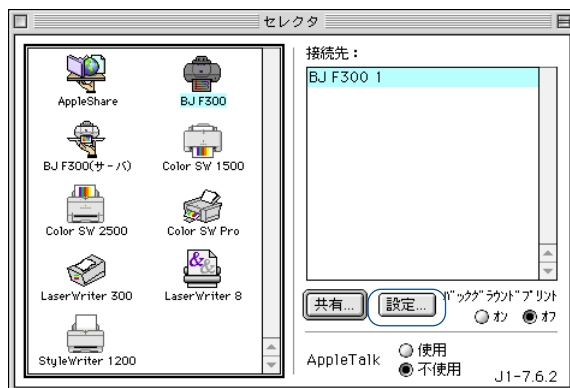 セレクタ
AppleShare
BJ F300
BJ F300(サーバ)
Color SW 1500
Color SW 2500
Color SW Pro
LaserWriter 300
LaserWriter 8
StyleWriter 1200
接続先：
BJ F300 1
共有...
設定...
バックグラウンドプリント
オン
オフ
AppleTalk
使用
不使用
J1-7.6.2